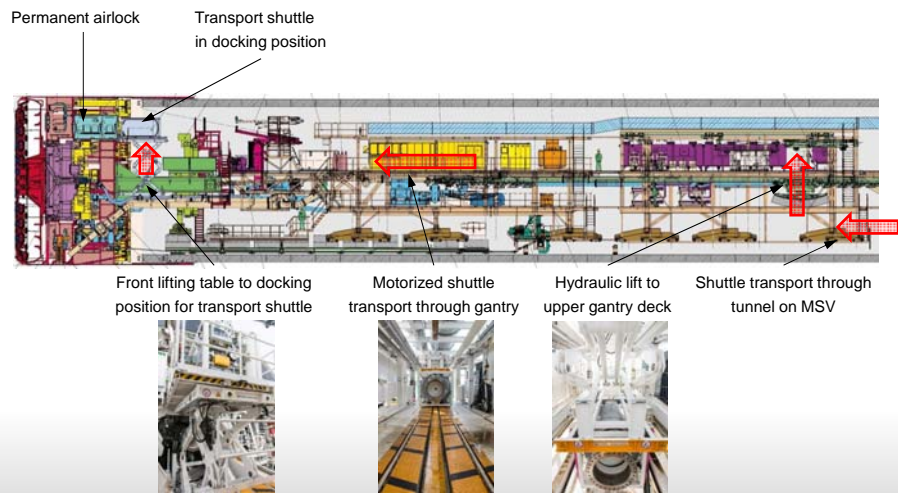 Permanent airlock
Transport shuttle
in docking position
Front lifting table to docking
position for transport shuttle
Motorized shuttle
transport through gantry
Hydraulic lift to
upper gantry deck
Shuttle transport through
tunnel on MSV